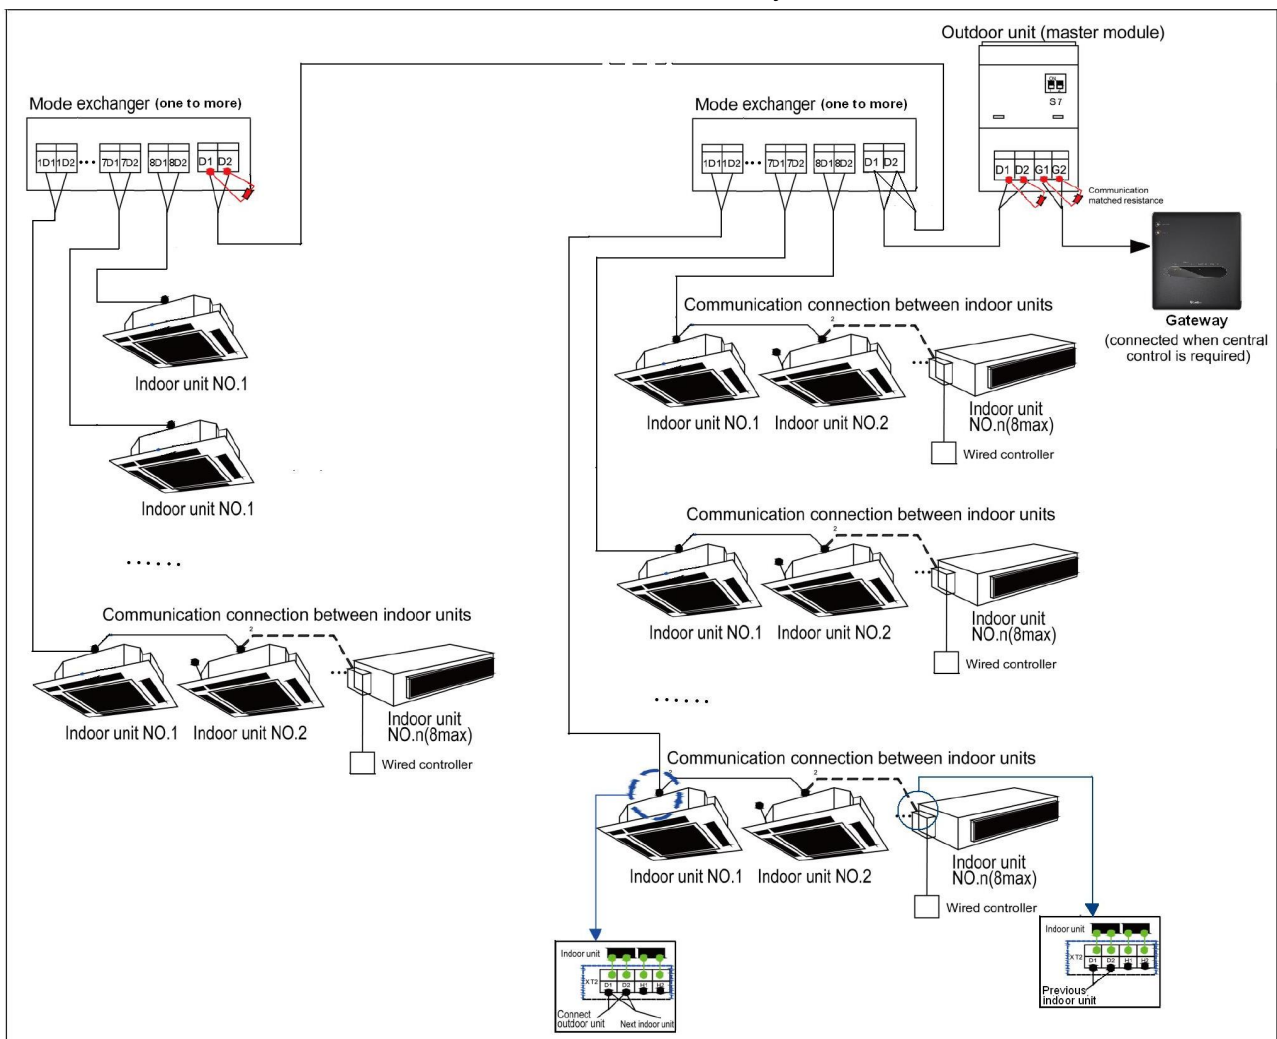 Outdoor unit (master module)
ON
S7
D1 D2 G1 G2
Communication
matched resistance
Mode exchanger (one to more)
1D1 1D2 ••• 7D1 7D2 8D1 8D2 D1 D2
Mode exchanger (one to more)
1D1 1D2 ••• 7D1 7D2 8D1 8D2 D1 D2
Gateway
(connected when central
control is required)
Indoor unit NO.1
Indoor unit NO.1
......
Communication connection between indoor units
2
Indoor unit NO.1
Indoor unit NO.2
...
Indoor unit
NO.n(8max)
Wired controller
Communication connection between indoor units
2
Indoor unit NO.1
Indoor unit NO.2
...
Indoor unit
NO.n(8max)
Wired controller
Communication connection between indoor units
2
Indoor unit NO.1
Indoor unit NO.2
...
Indoor unit
NO.n(8max)
Wired controller
......
Communication connection between indoor units
2
2
Indoor unit NO.1
Indoor unit NO.2
...
Indoor unit
NO.n(8max)
Wired controller
Indoor unit
XT2
D1 D2 H1 H2
Connect
outdoor unit
Next indoor unit
Indoor unit
XT2
D1 D2 H1 H2
Previous
indoor unit